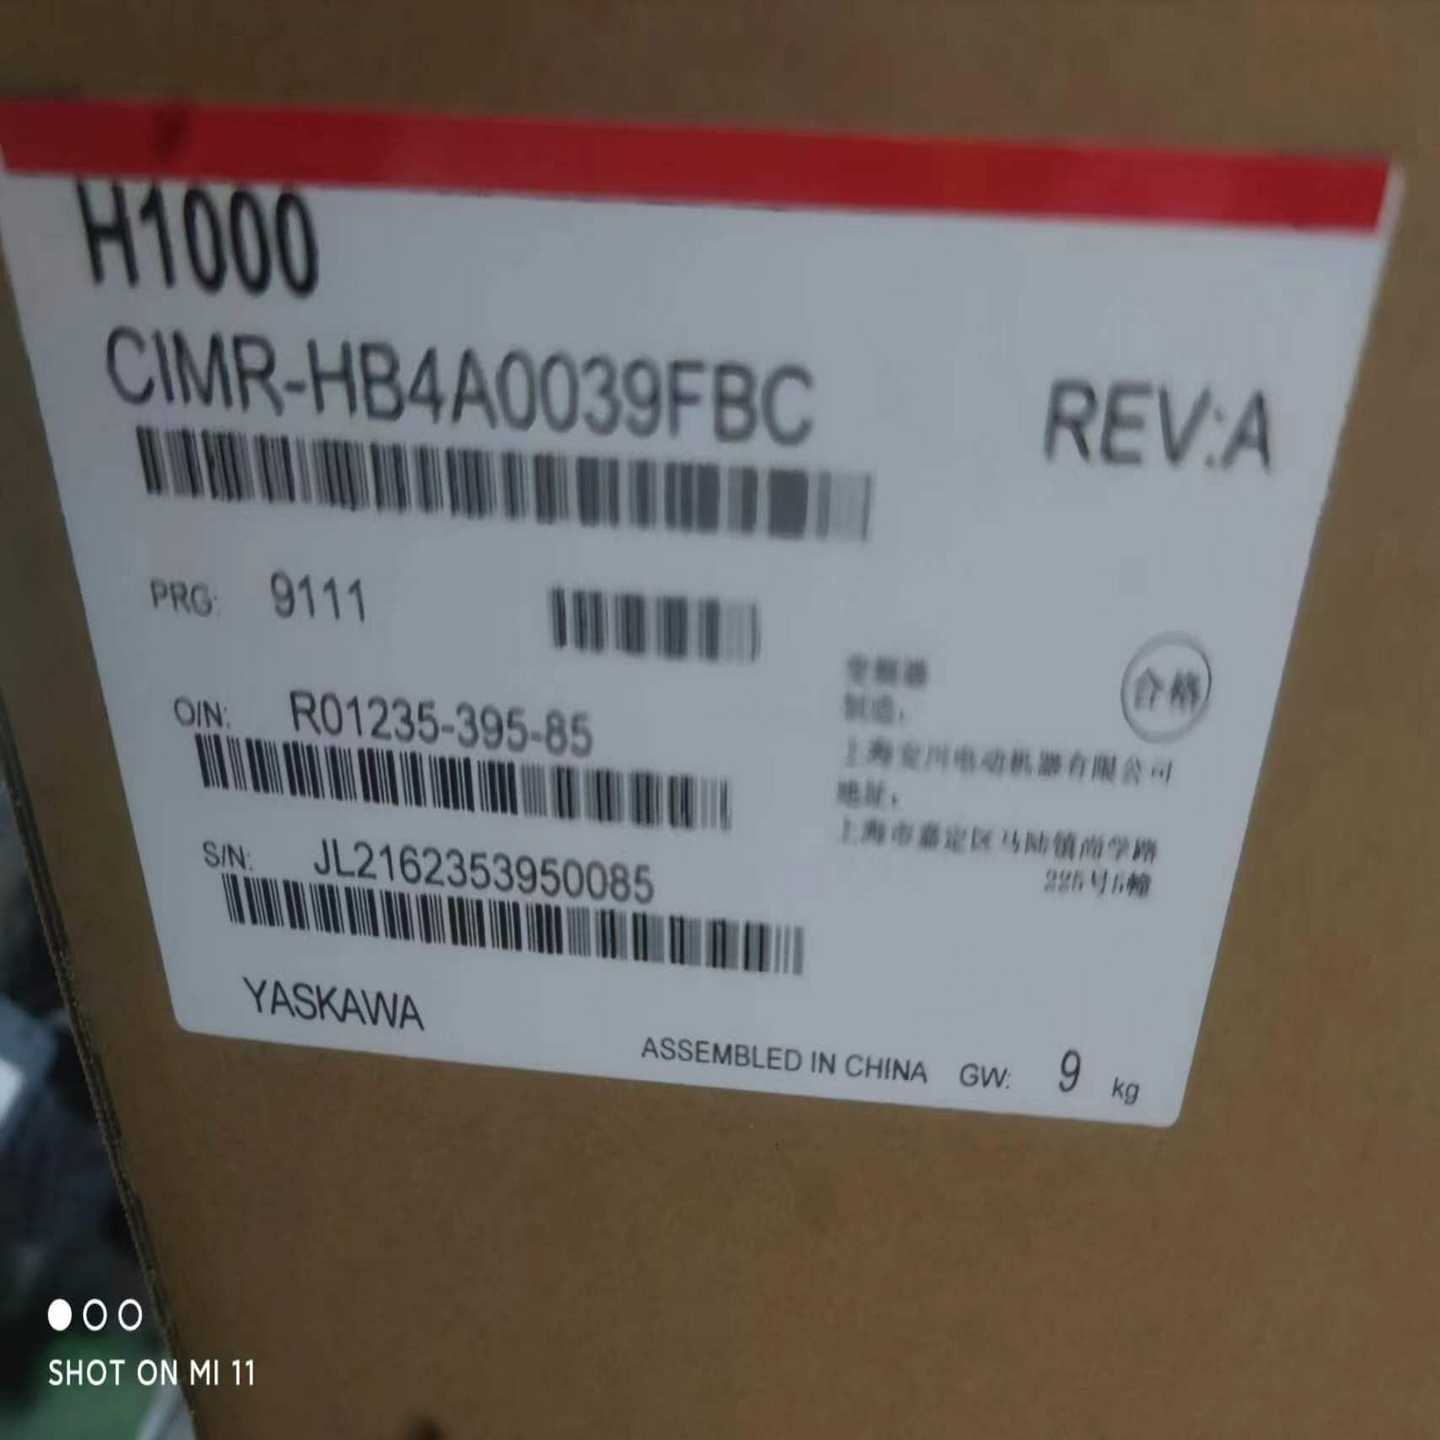 H1000
CIMR-HB4A0039FBC REV:A
PRG: 9111
变频器
合格
制造:
O/N: R01235-395-85
上海安川电动机器有限公司
地址:
上海市嘉定区马陆镇尚学路
225号5幢
S/N: JL2162353950085
YASKAWA
ASSEMBLED IN CHINA GW: 9 kg
SHOT ON MI 11